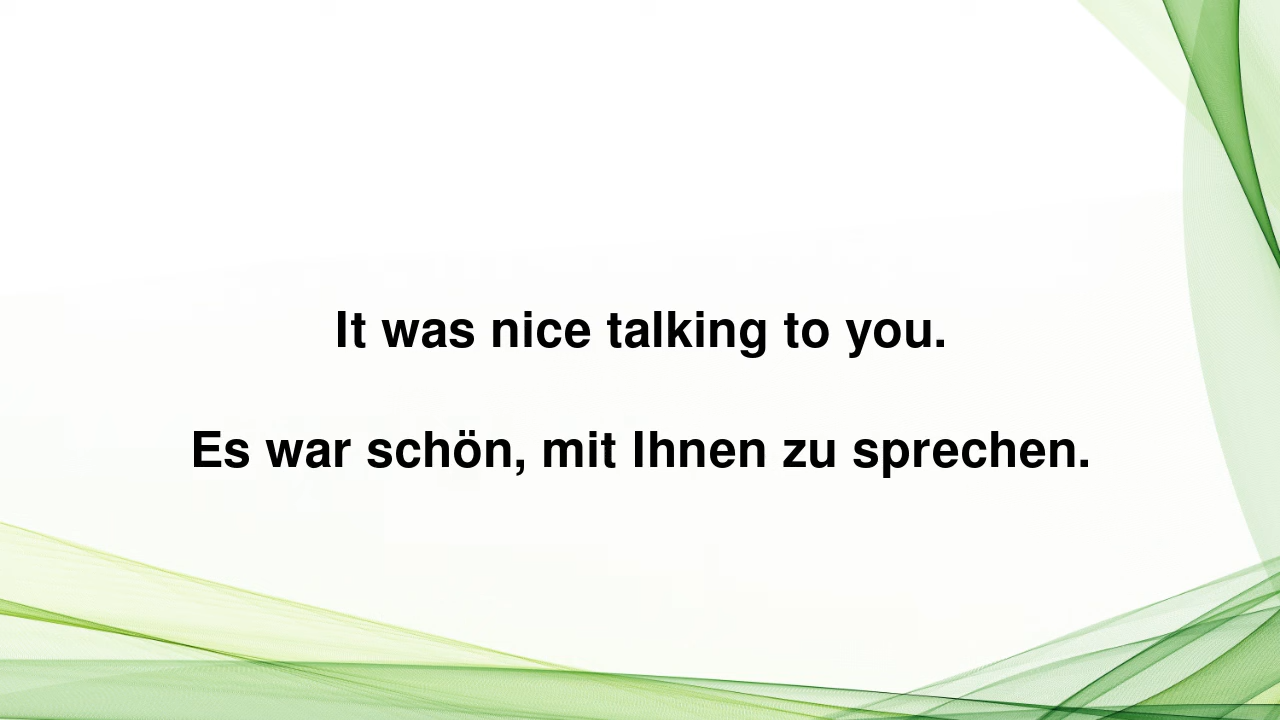 It was nice talking to you.
Es war schön, mit Ihnen zu sprechen.